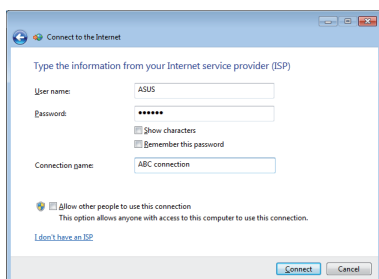 Connect to the Internet
Type the information from your Internet service provider (ISP)
User name: ASUS
Password: ••••••
Show characters
Remember this password
Connection name: ABC connection
Allow other people to use this connection
This option allows anyone with access to this computer to use this connection.
I don't have an ISP
Connect Cancel